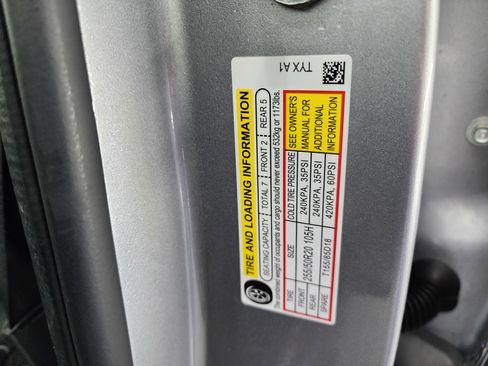 TIRE AND LOADING INFORMATION
SEATING CAPACITY | TOTAL 7 | FRONT 2 | REAR 5
The combined weight of occupants and cargo should never exceed 532kg or 1173lbs.
TIRE SIZE COLD TIRE PRESSURE SEE OWNER'S
FRONT 255/50R20 105H 240KPA, 35PSI MANUAL FOR
REAR 240KPA, 35PSI ADDITIONAL
SPARE T155/85D18 420KPA, 60PSI INFORMATION
TYX A1